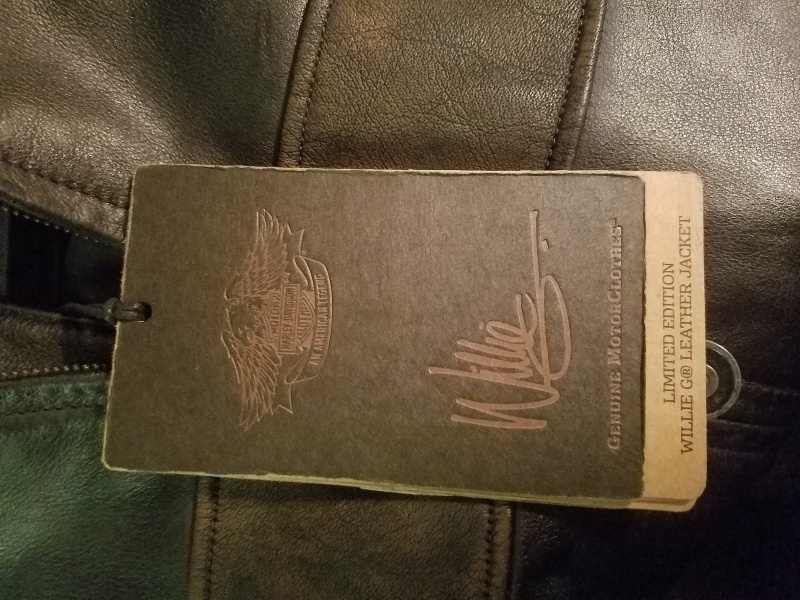 MOTOR
HARLEY-DAVIDSON
CYCLES
AN AMERICAN LEGEND
Willie G
GENUINE MOTORCLOTHES®
LIMITED EDITION
WILLIE G® LEATHER JACKET